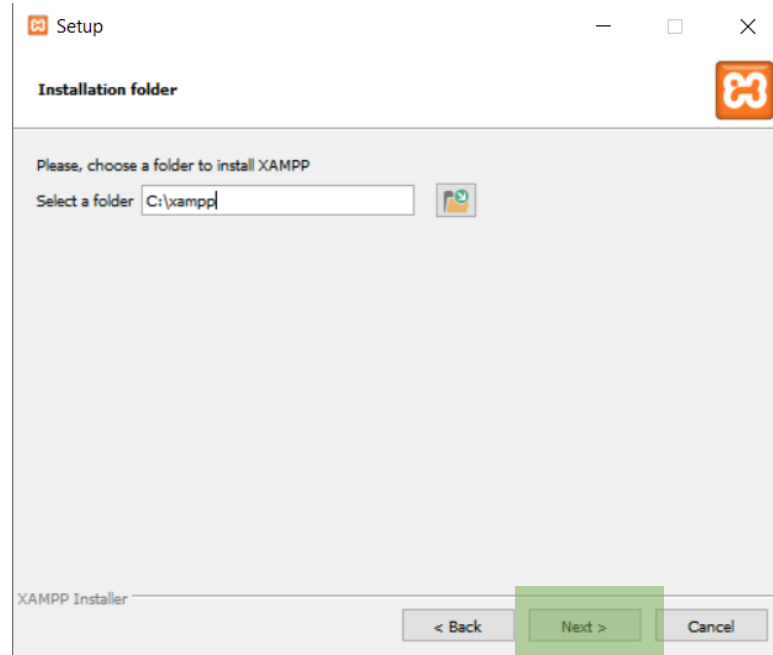 Setup
Installation folder
Please, choose a folder to install XAMPP
Select a folder C:\xampp
XAMPP Installer
< Back Next > Cancel